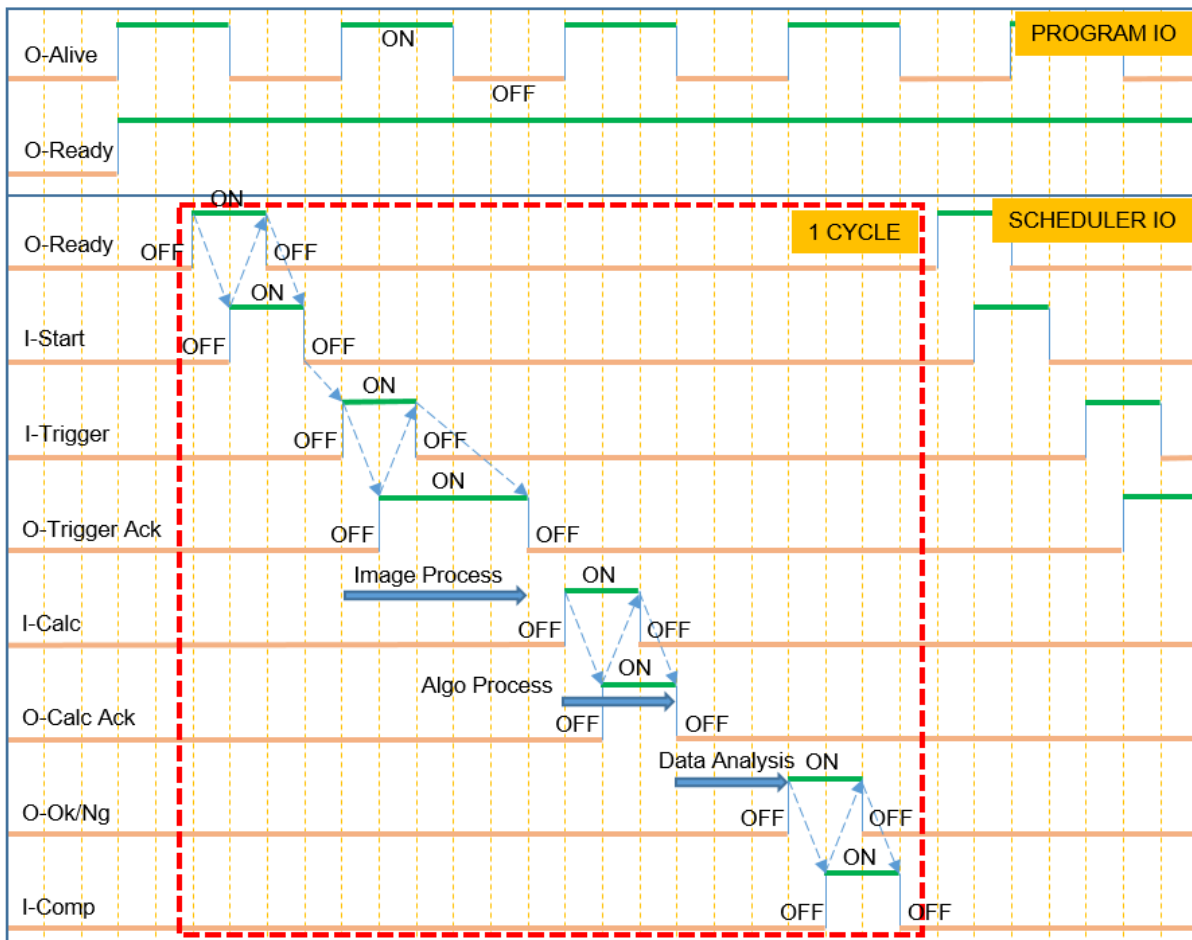 PROGRAM IO
O-Alive
ON
OFF
O-Ready
ON
1 CYCLE
SCHEDULER IO
O-Ready
OFF
OFF
ON
I-Start
OFF
OFF
ON
I-Trigger
OFF
OFF
ON
O-Trigger Ack
OFF
OFF
Image Process
ON
I-Calc
OFF
OFF
ON
Algo Process
O-Calc Ack
OFF
OFF
Data Analysis
ON
O-Ok/Ng
OFF
OFF
ON
I-Comp
OFF
OFF